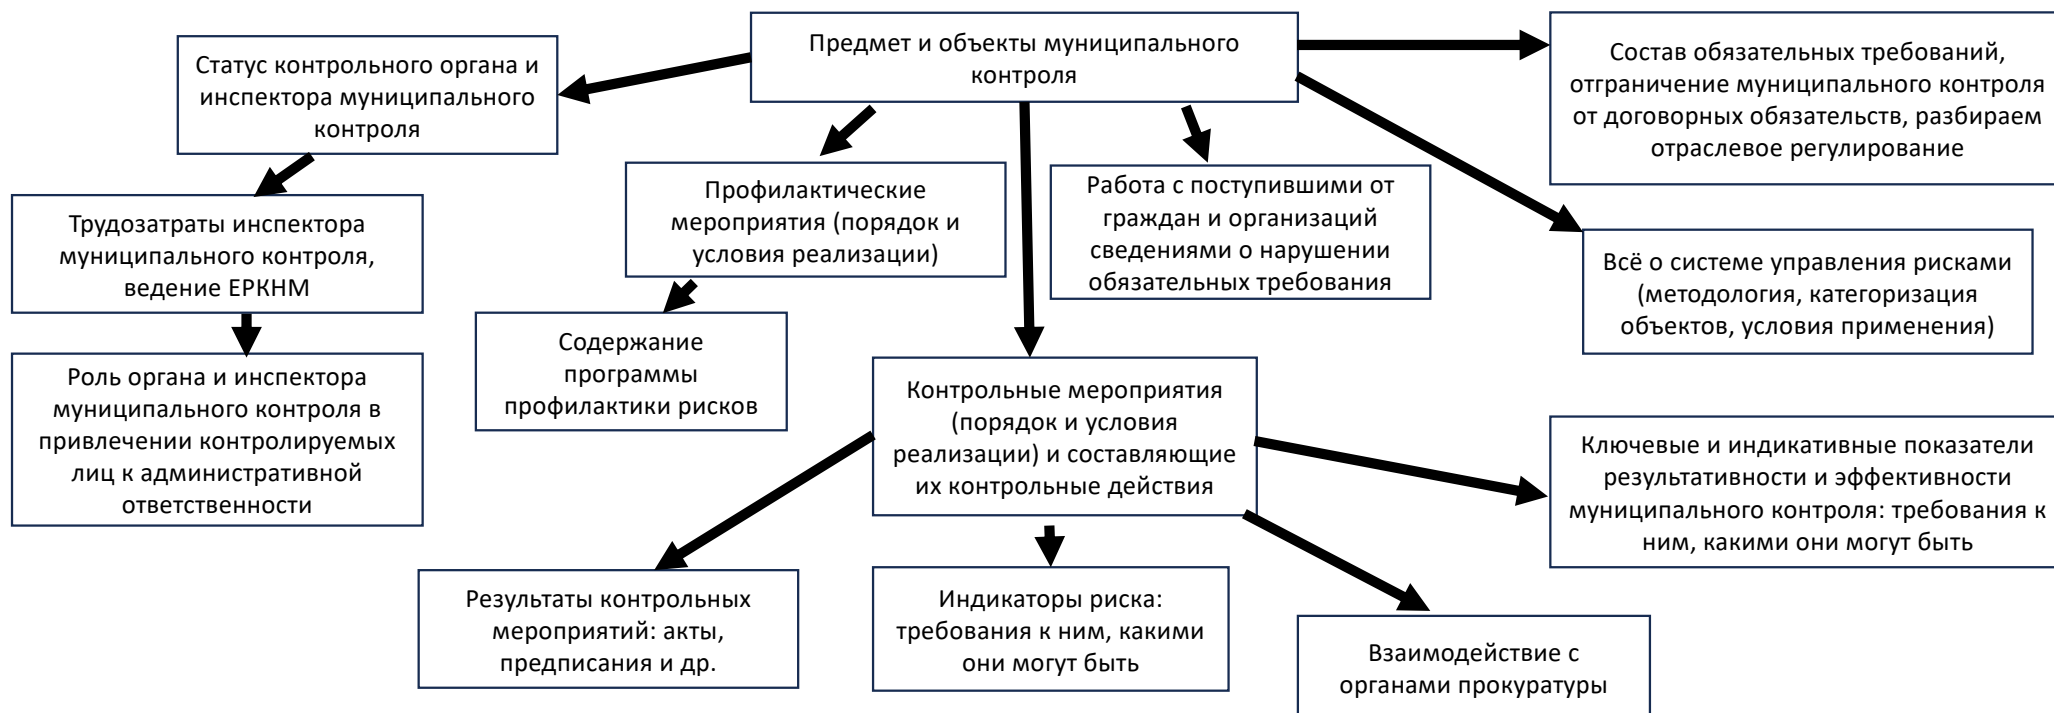 Предмет и объекты муниципального
контроля
Статус контрольного органа и
инспектора муниципального
контроля
Состав обязательных требований,
отграничение муниципального контроля
от договорных обязательств, разбираем
отраслевое регулирование
Трудозатраты инспектора
муниципального контроля,
ведение ЕРКНМ
Профилактические
мероприятия (порядок и
условия реализации)
Работа с поступившими от
граждан и организаций
сведениями о нарушении
обязательных требования
Всё о системе управления рисками
(методология, категоризация
объектов, условия применения)
Роль органа и инспектора
муниципального контроля в
привлечении контролируемых
лиц к административной
ответственности
Содержание
программы
профилактики рисков
Контрольные мероприятия
(порядок и условия
реализации) и составляющие
их контрольные действия
Ключевые и индикативные показатели
результативности и эффективности
муниципального контроля: требования к
ним, какими они могут быть
Результаты контрольных
мероприятий: акты,
предписания и др.
Индикаторы риска:
требования к ним, какими
они могут быть
Взаимодействие с
органами прокуратуры